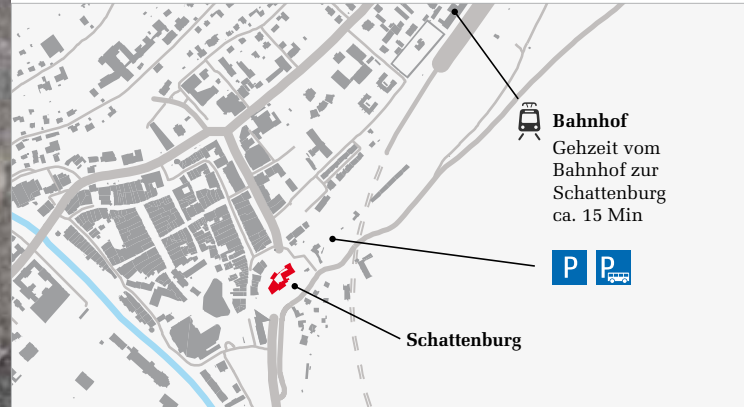 Bahnhof
Gehzeit vom
Bahnhof zur
Schattenburg
ca. 15 Min
P P
Schattenburg